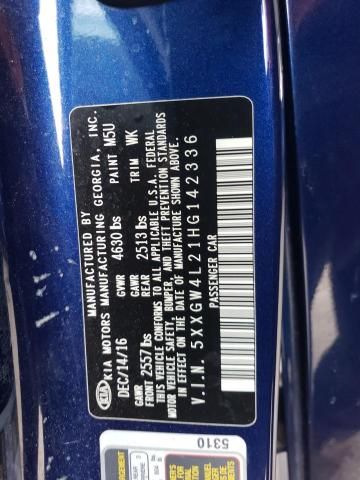 MANUFACTURED BY
KIA KIA MOTORS MANUFACTURING GEORGIA, INC.
DEC/14/16 GVWR 4630 lbs PAINT M5U
GAWR FRONT 2557 lbs GAWR REAR 2513 lbs TRIM WK
THIS VEHICLE CONFORMS TO ALL APPLICABLE U.S.A. FEDERAL
MOTOR VEHICLE SAFETY, BUMPER, AND THEFT PREVENTION STANDARDS
IN EFFECT ON THE DATE OF MANUFACTURE SHOWN ABOVE.
V.I.N. 5XXGW4L21HG142336
PASSENGER CAR
5310
MANUEL